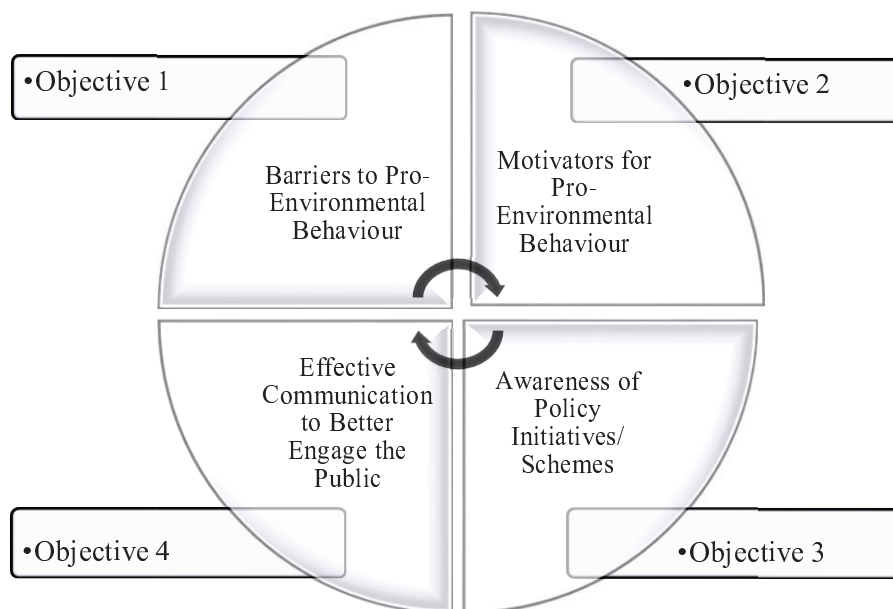 •Objective 1
•Objective 2
Barriers to Pro-
Environmental
Behaviour
Motivators for
Pro-
Environmental
Behaviour
Effective
Communication
to Better
Engage the
Public
Awareness of
Policy
Initiatives/
Schemes
•Objective 4
•Objective 3